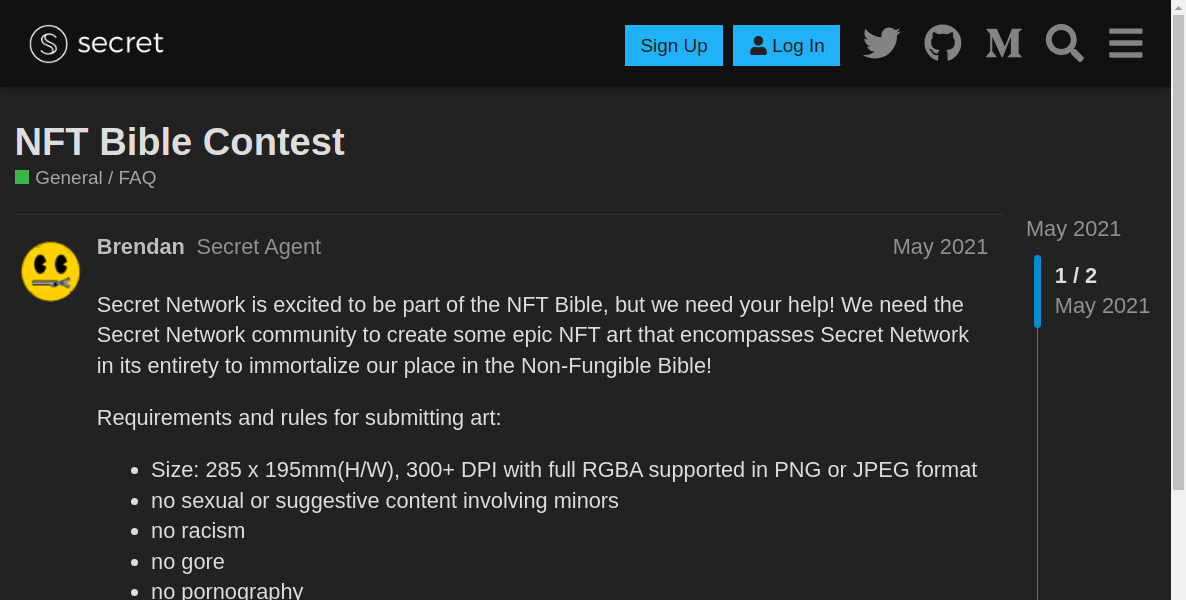 secret
Sign Up
Log In
NFT Bible Contest
General / FAQ
Brendan Secret Agent May 2021
Secret Network is excited to be part of the NFT Bible, but we need your help! We need the
Secret Network community to create some epic NFT art that encompasses Secret Network
in its entirety to immortalize our place in the Non-Fungible Bible!
Requirements and rules for submitting art:
• Size: 285 x 195mm(H/W), 300+ DPI with full RGBA supported in PNG or JPEG format
• no sexual or suggestive content involving minors
• no racism
• no gore
• no pornography
May 2021
1 / 2
May 2021